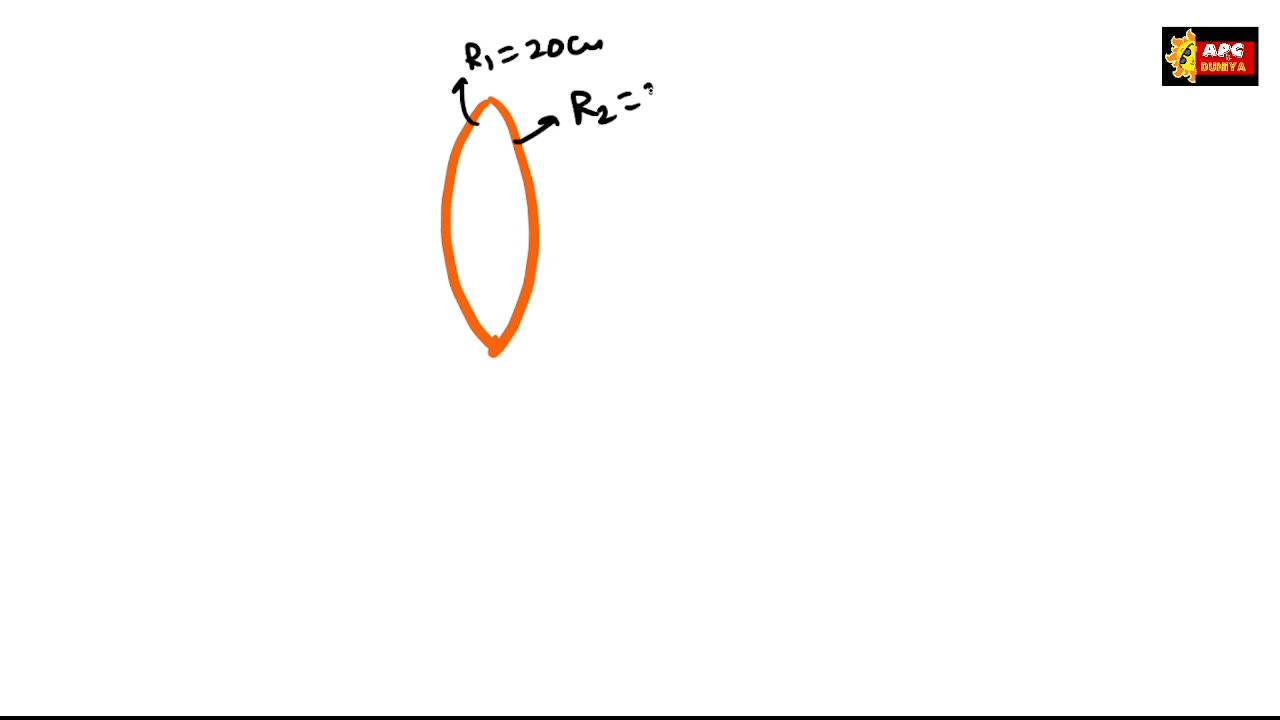 R₁ = 20cm
R₂ =
APC
DUNIYA